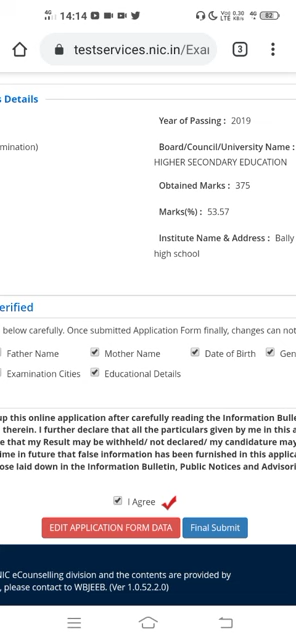 4G 14:14 Vo) 0.30 KB/s 4G 82
testservices.nic.in/Exar 3
s Details
Year of Passing : 2019
mination) Board/Council/University Name :
HIGHER SECONDARY EDUCATION
Obtained Marks : 375
Marks(%) : 53.57
Institute Name & Address : Bally
high school
erified
below carefully. Once submitted Application Form finally, changes can not
Father Name Mother Name Date of Birth Gen
Examination Cities Educational Details
up this online application after carefully reading the Information Bulle
therein. I further declare that all the particulars given by me in this a
e that my Result may be withheld/ not declared/ my candidature may
ime in future that false information has been furnished in this applica
ose laid down in the Information Bulletin, Public Notices and Advisori
I Agree
EDIT APPLICATION FORM DATA Final Submit
NIC eCounselling division and the contents are provided by
, please contact to WBJEEB. (Ver 1.0.52.2.0)